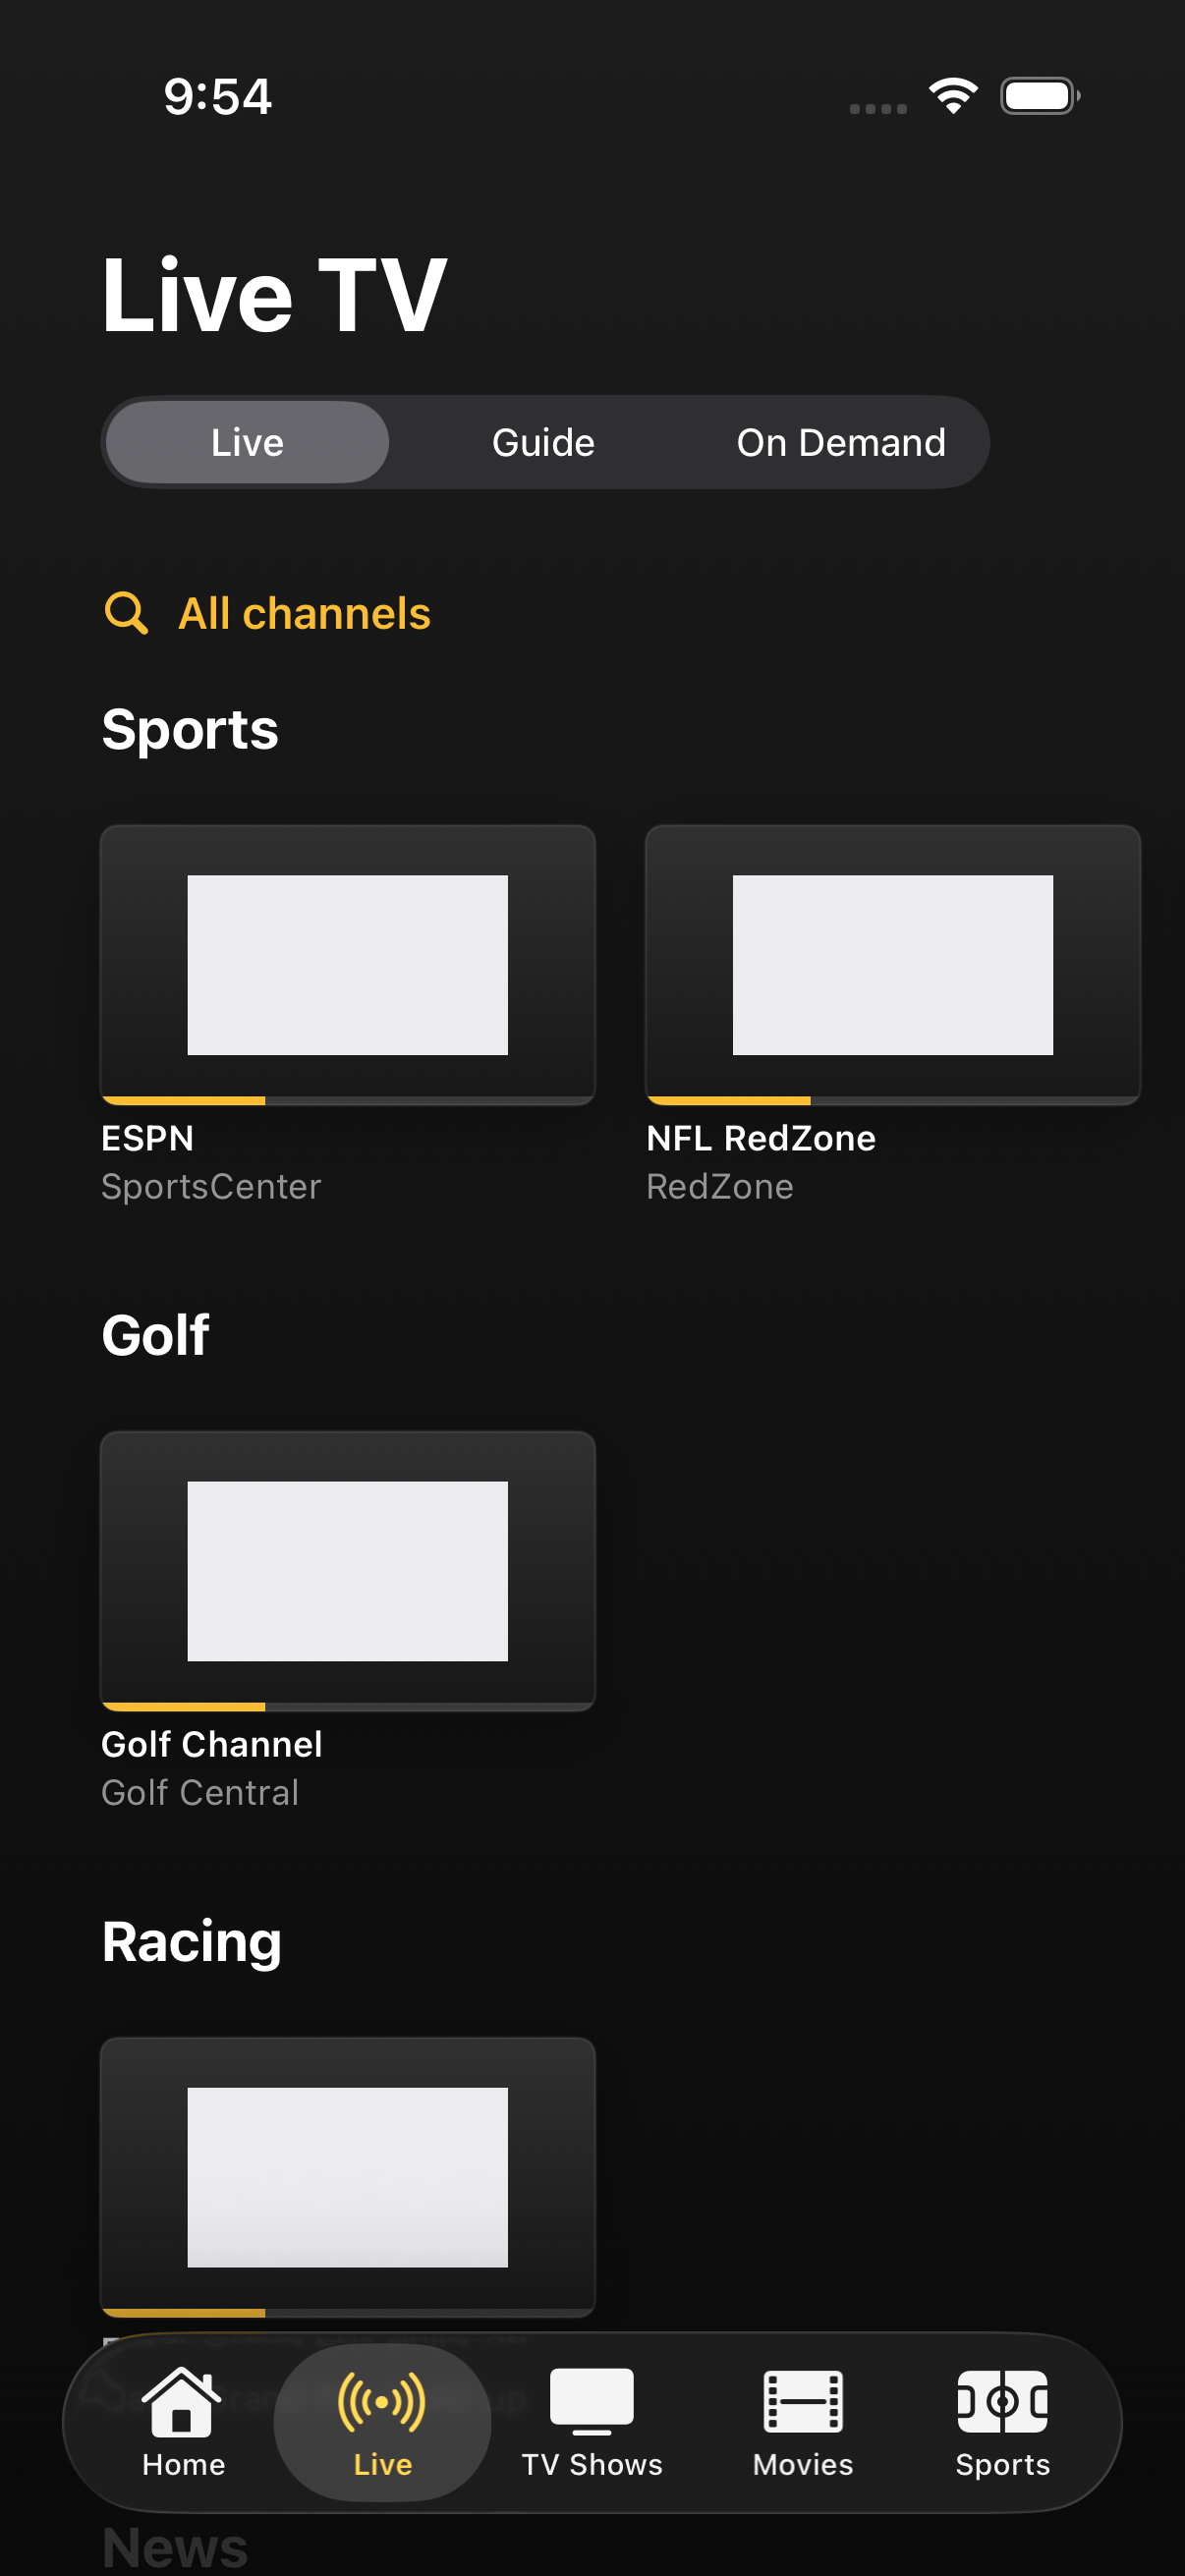 9:54
Live TV
Live
Guide
On Demand
All channels
Sports
ESPN
SportsCenter
NFL RedZone
RedZone
Golf
Golf Channel
Golf Central
Racing
Home
Live
TV Shows
Movies
Sports
News